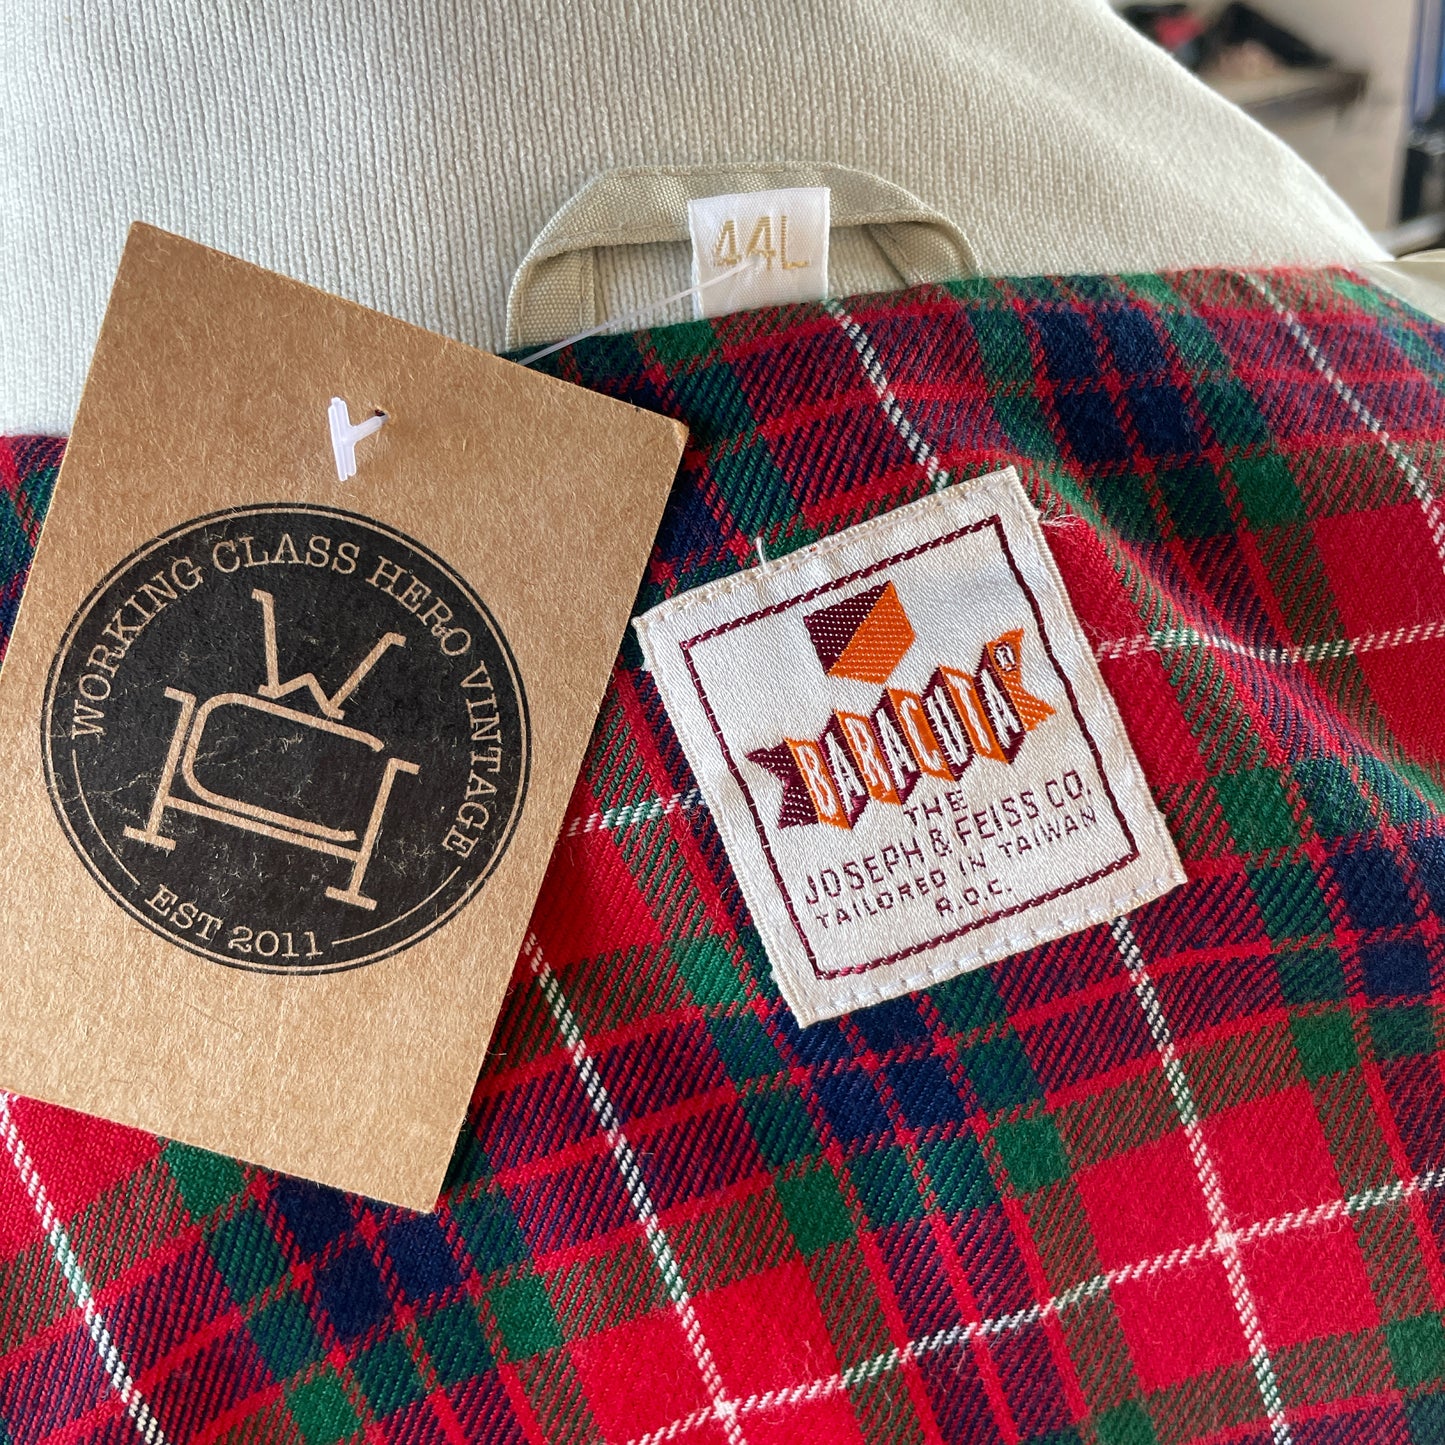 44L
WORKING CLASS HERO VINTAGE
EST 2011
BARACUTA ®
THE
JOSEPH & FEISS CO.
TAILORED IN TAIWAN
R.O.C.